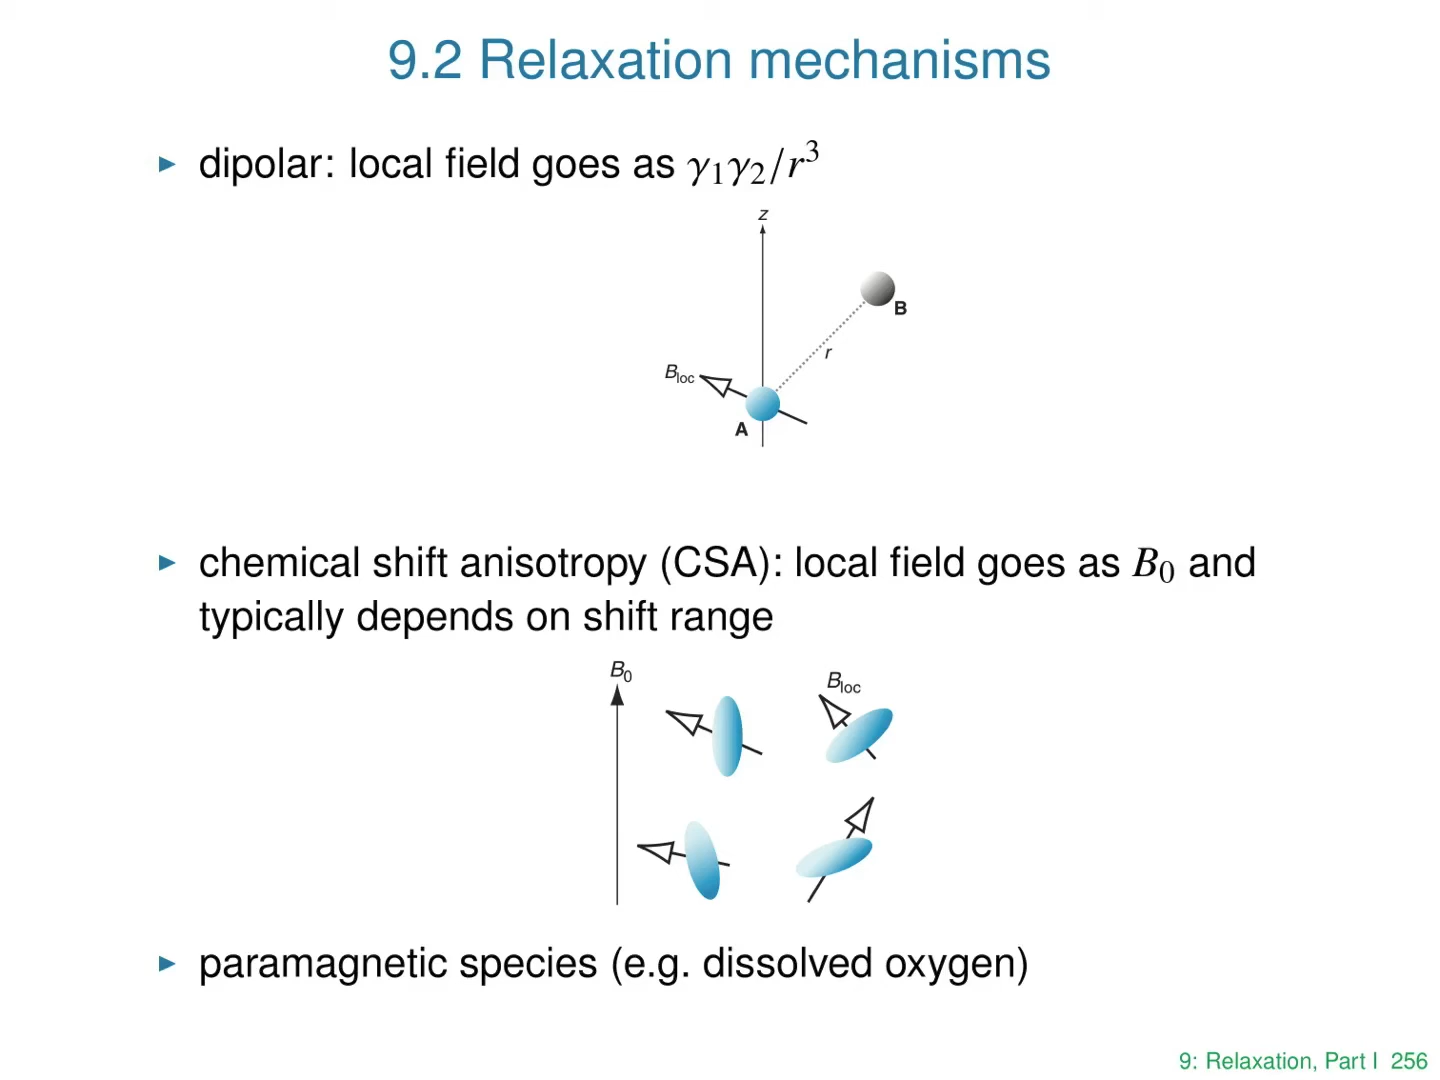 9.2 Relaxation mechanisms
▶ dipolar: local field goes as γ₁γ₂/r³
z
B
r
Bloc
A
▶ chemical shift anisotropy (CSA): local field goes as B₀ and
typically depends on shift range
B₀
Bloc
▶ paramagnetic species (e.g. dissolved oxygen)
9: Relaxation, Part I 256